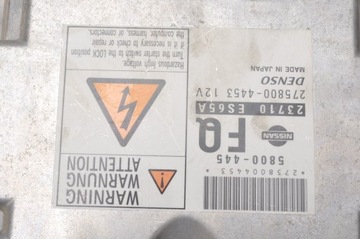 WARNING
WARNUNG
ATTENTION
Hazardous high voltage.
Turn the starter switch to the LOCK position
if it is necessary to check or repair
the computer, harness, or connectors.
*2758004453*
5800-445
NISSAN
FQ
23710 ES65A
275800-4453 12V
DENSO
MADE IN JAPAN